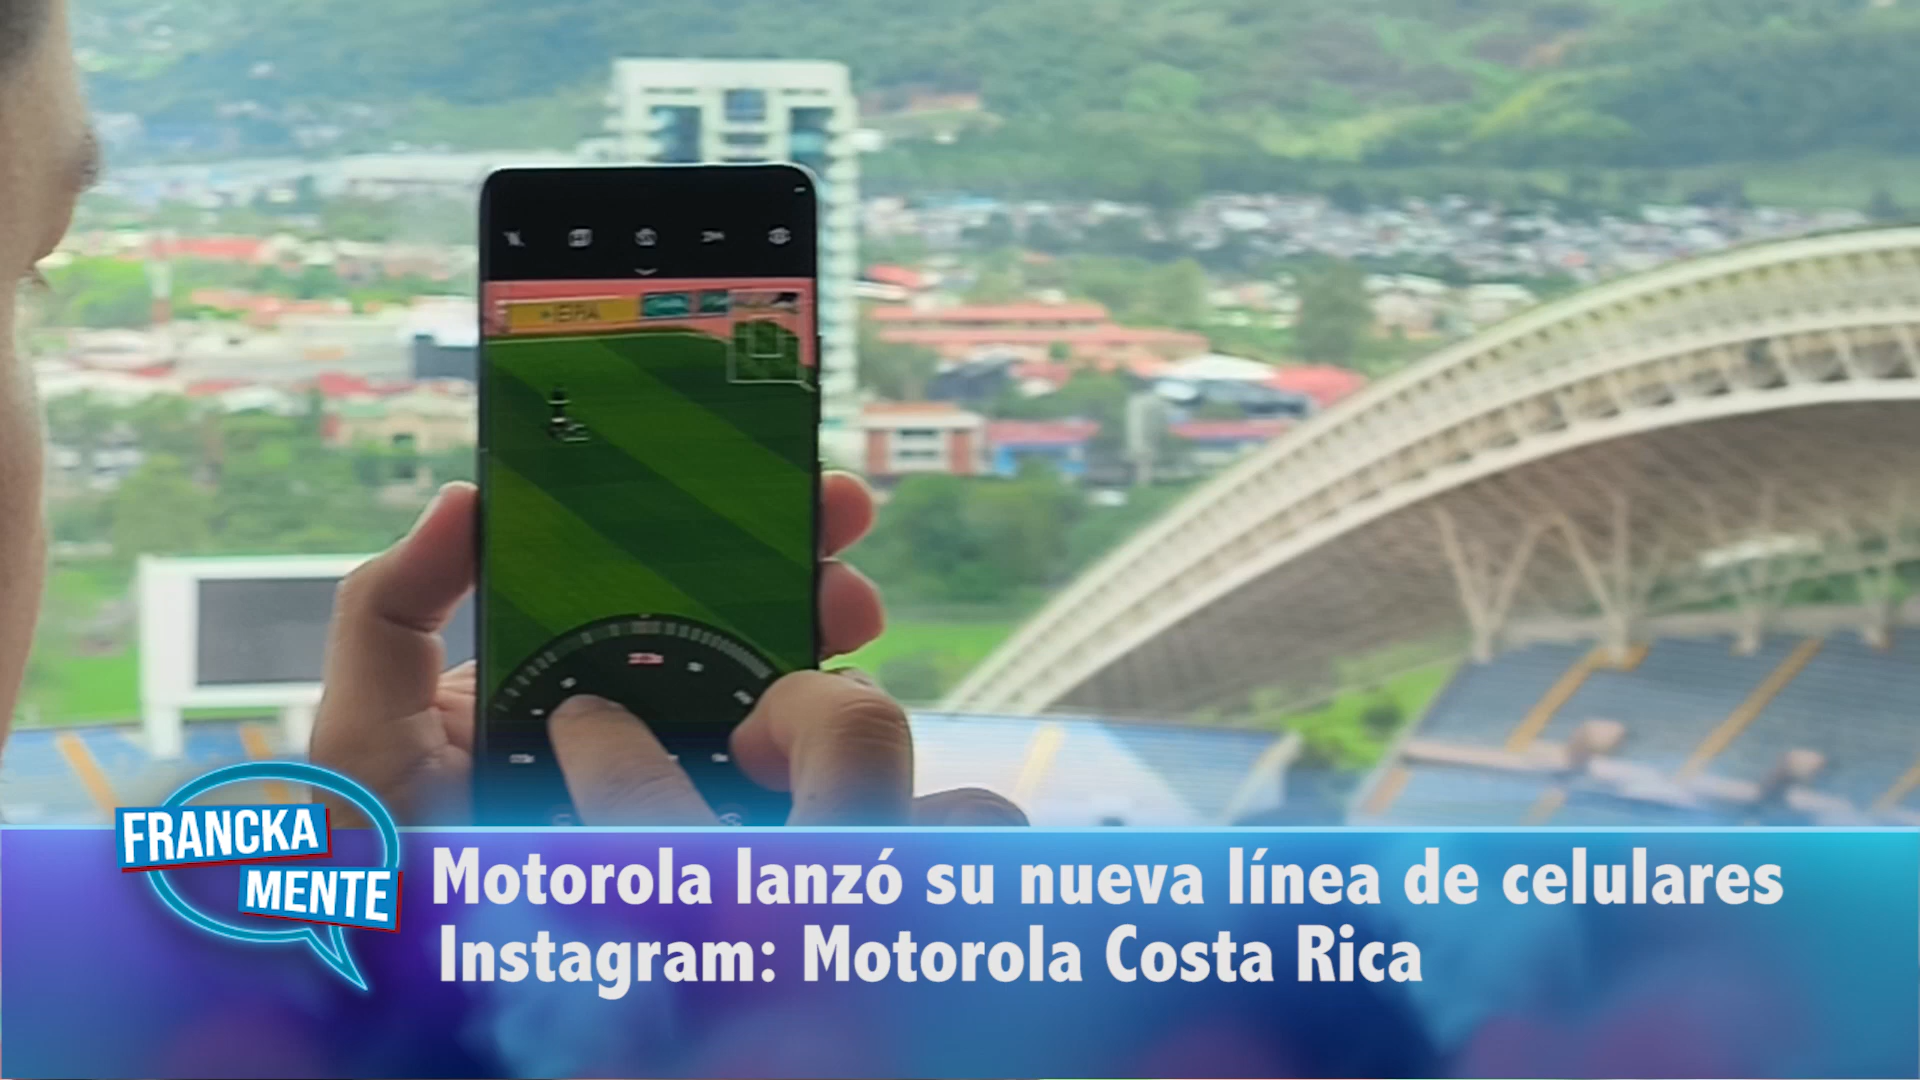 FRANCKA
MENTE
Motorola lanzó su nueva línea de celulares
Instagram: Motorola Costa Rica